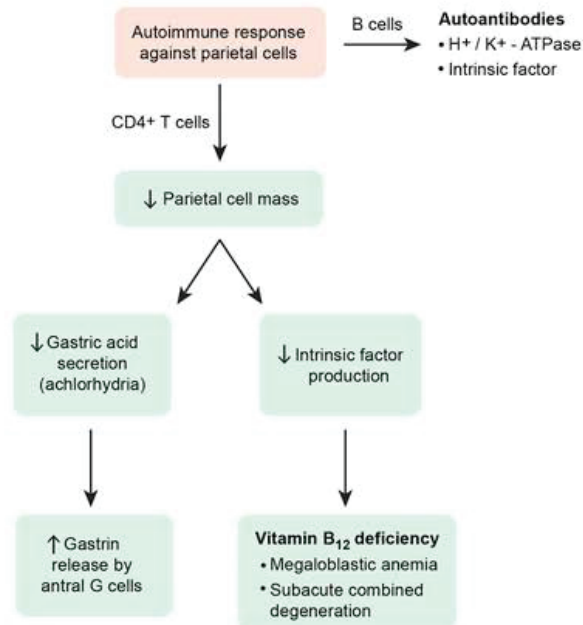 Autoimmune response
against parietal cells
B cells
Autoantibodies
• H+ / K+ - ATPase
• Intrinsic factor
CD4+ T cells
↓ Parietal cell mass
↓ Gastric acid
secretion
(achlorhydria)
↓ Intrinsic factor
production
↑ Gastrin
release by
antral G cells
Vitamin B₁₂ deficiency
• Megaloblastic anemia
• Subacute combined
degeneration